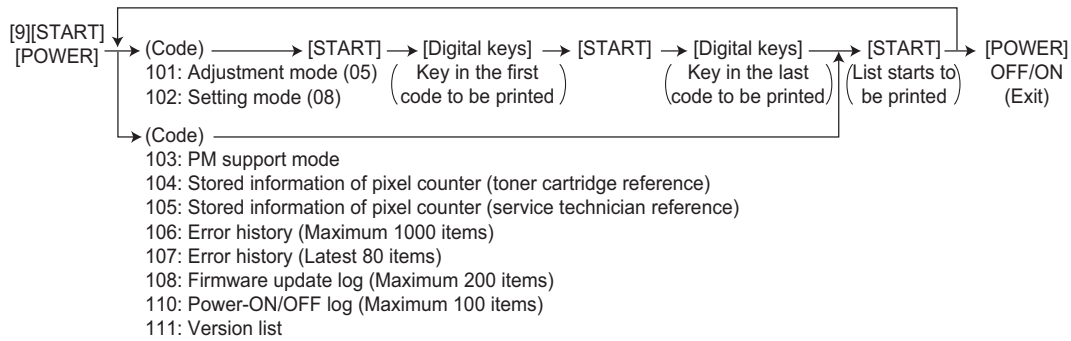 [9][START]
[POWER]
(Code)
[START]
[Digital keys]
[START]
[Digital keys]
[START]
[POWER]
101: Adjustment mode (05)
102: Setting mode (08)
(Key in the first
code to be printed)
(Key in the last
code to be printed)
(List starts to
be printed)
OFF/ON
(Exit)
(Code)
103: PM support mode
104: Stored information of pixel counter (toner cartridge reference)
105: Stored information of pixel counter (service technician reference)
106: Error history (Maximum 1000 items)
107: Error history (Latest 80 items)
108: Firmware update log (Maximum 200 items)
110: Power-ON/OFF log (Maximum 100 items)
111: Version list